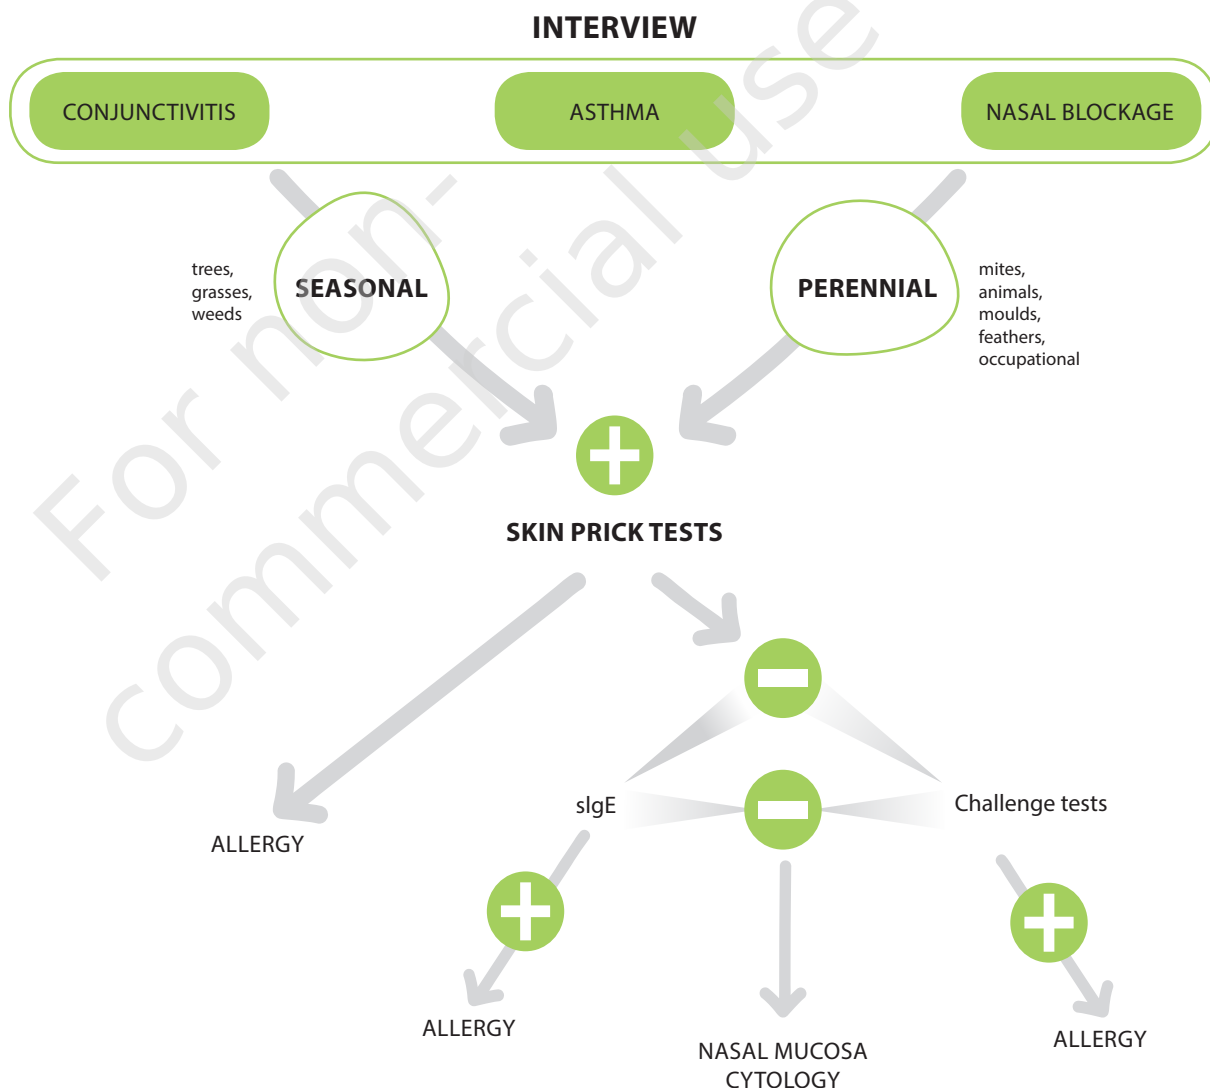 INTERVIEW
CONJUNCTIVITIS
ASTHMA
NASAL BLOCKAGE
trees,
grasses,
weeds
SEASONAL
PERENNIAL
mites,
animals,
moulds,
feathers,
occupational
SKIN PRICK TESTS
sIgE
Challenge tests
ALLERGY
ALLERGY
NASAL MUCOSA
CYTOLOGY
ALLERGY
For non-
commercial use